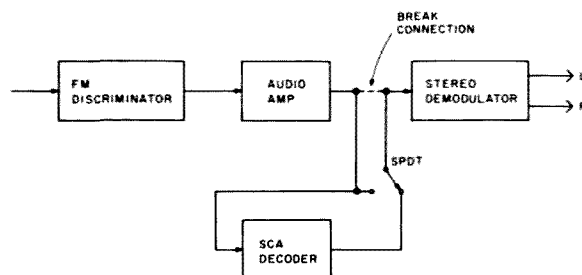 BREAK
CONNECTION
FM
DISCRIMINATOR
AUDIO
AMP
STEREO
DEMODULATOR
L
R
SPDT
SCA
DECODER